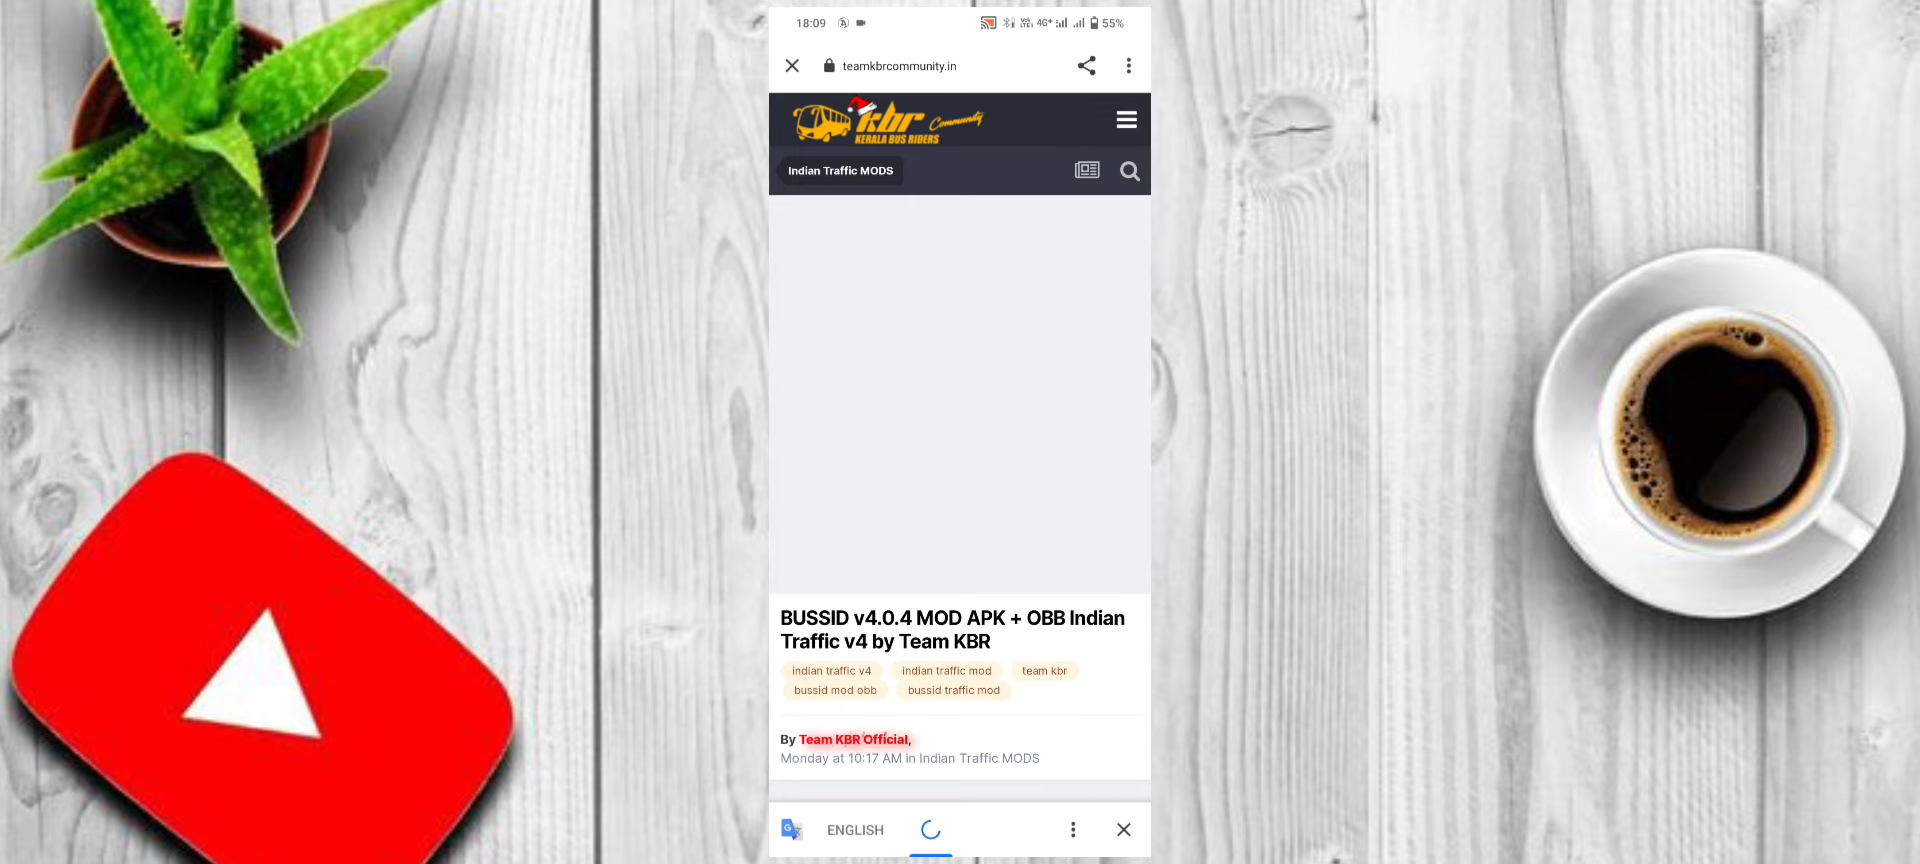 18:09 4G+ 55%
teamkbrcommunity.in
kbr Community
KERALA BUS RIDERS
Indian Traffic MODS
BUSSID v4.0.4 MOD APK + OBB Indian
Traffic v4 by Team KBR
indian traffic v4 indian traffic mod team kbr
bussid mod obb bussid traffic mod
By Team KBR Official,
Monday at 10:17 AM in Indian Traffic MODS
ENGLISH